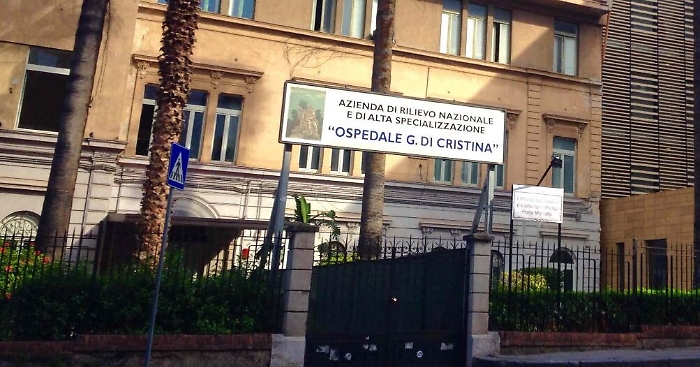 AZIENDA DI RILIEVO NAZIONALE
E DI ALTA SPECIALIZZAZIONE
"OSPEDALE G. DI CRISTINA"